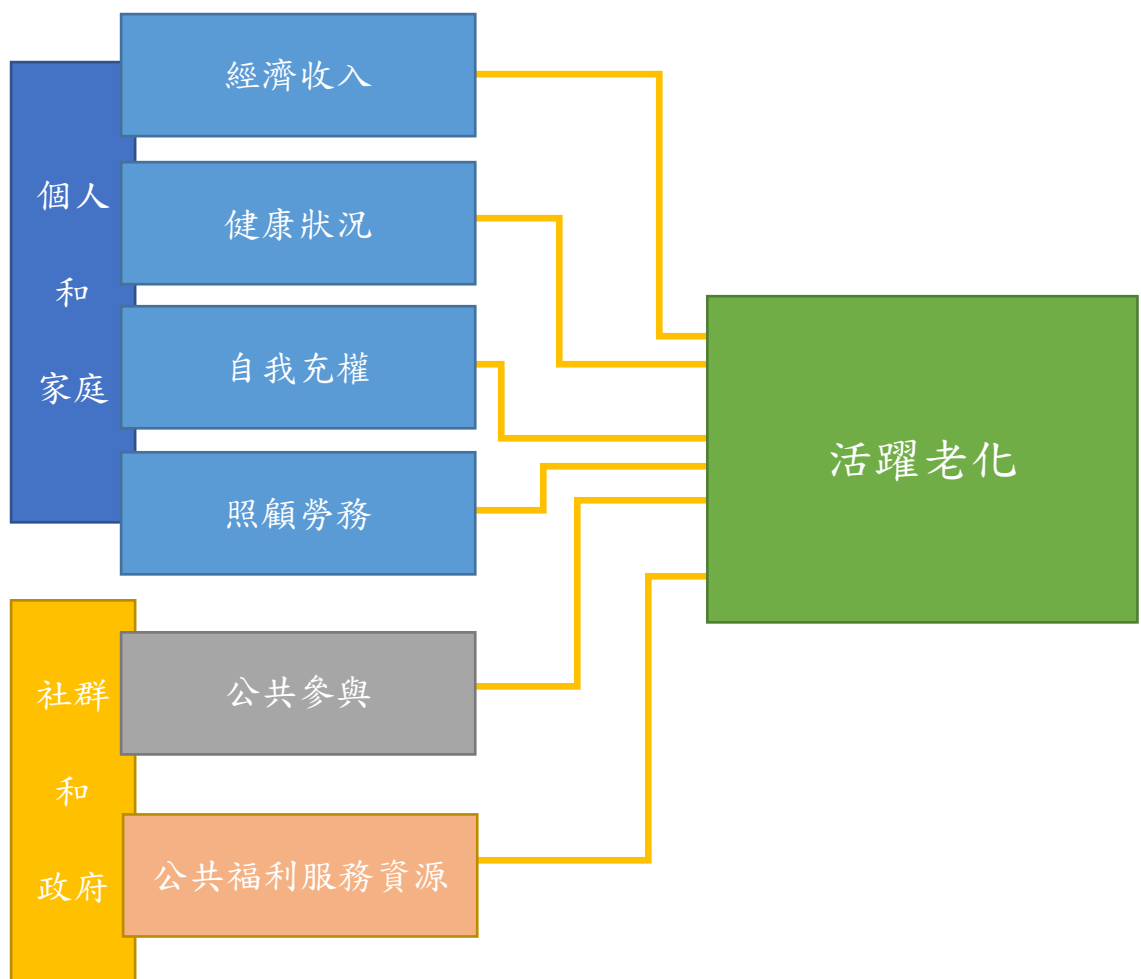 個人
和
家庭
經濟收入
健康狀況
自我充權
照顧勞務
社群
和
政府
公共參與
公共福利服務資源
活躍老化